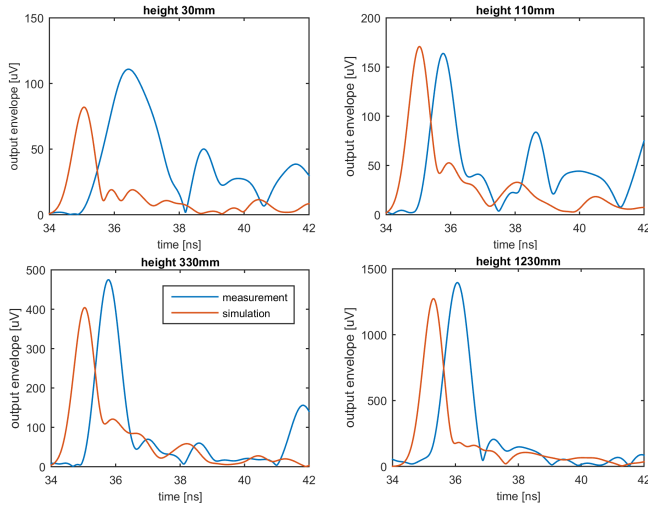 height 30mm
150
100
50
0
output envelope [uV]
34 36 38 40 42
time [ns]
height 110mm
200
150
100
50
0
output envelope [uV]
34 36 38 40 42
time [ns]
height 330mm
500
400
300
200
100
0
output envelope [uV]
measurement
simulation
34 36 38 40 42
time [ns]
height 1230mm
1500
1000
500
0
output envelope [uV]
34 36 38 40 42
time [ns]